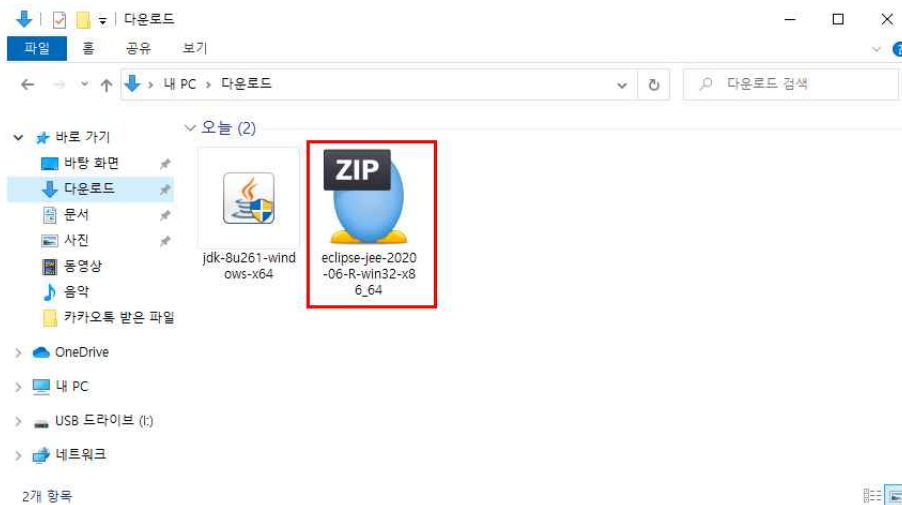 다운로드
파일 홈 공유 보기
내 PC › 다운로드
다운로드 검색
바로 가기
바탕 화면
다운로드
문서
사진
동영상
음악
카카오톡 받은 파일
OneDrive
내 PC
USB 드라이브 (I:)
네트워크
오늘 (2)
jdk-8u261-wind
ows-x64
ZIP
eclipse-jee-2020
-06-R-win32-x8
6_64
2개 항목